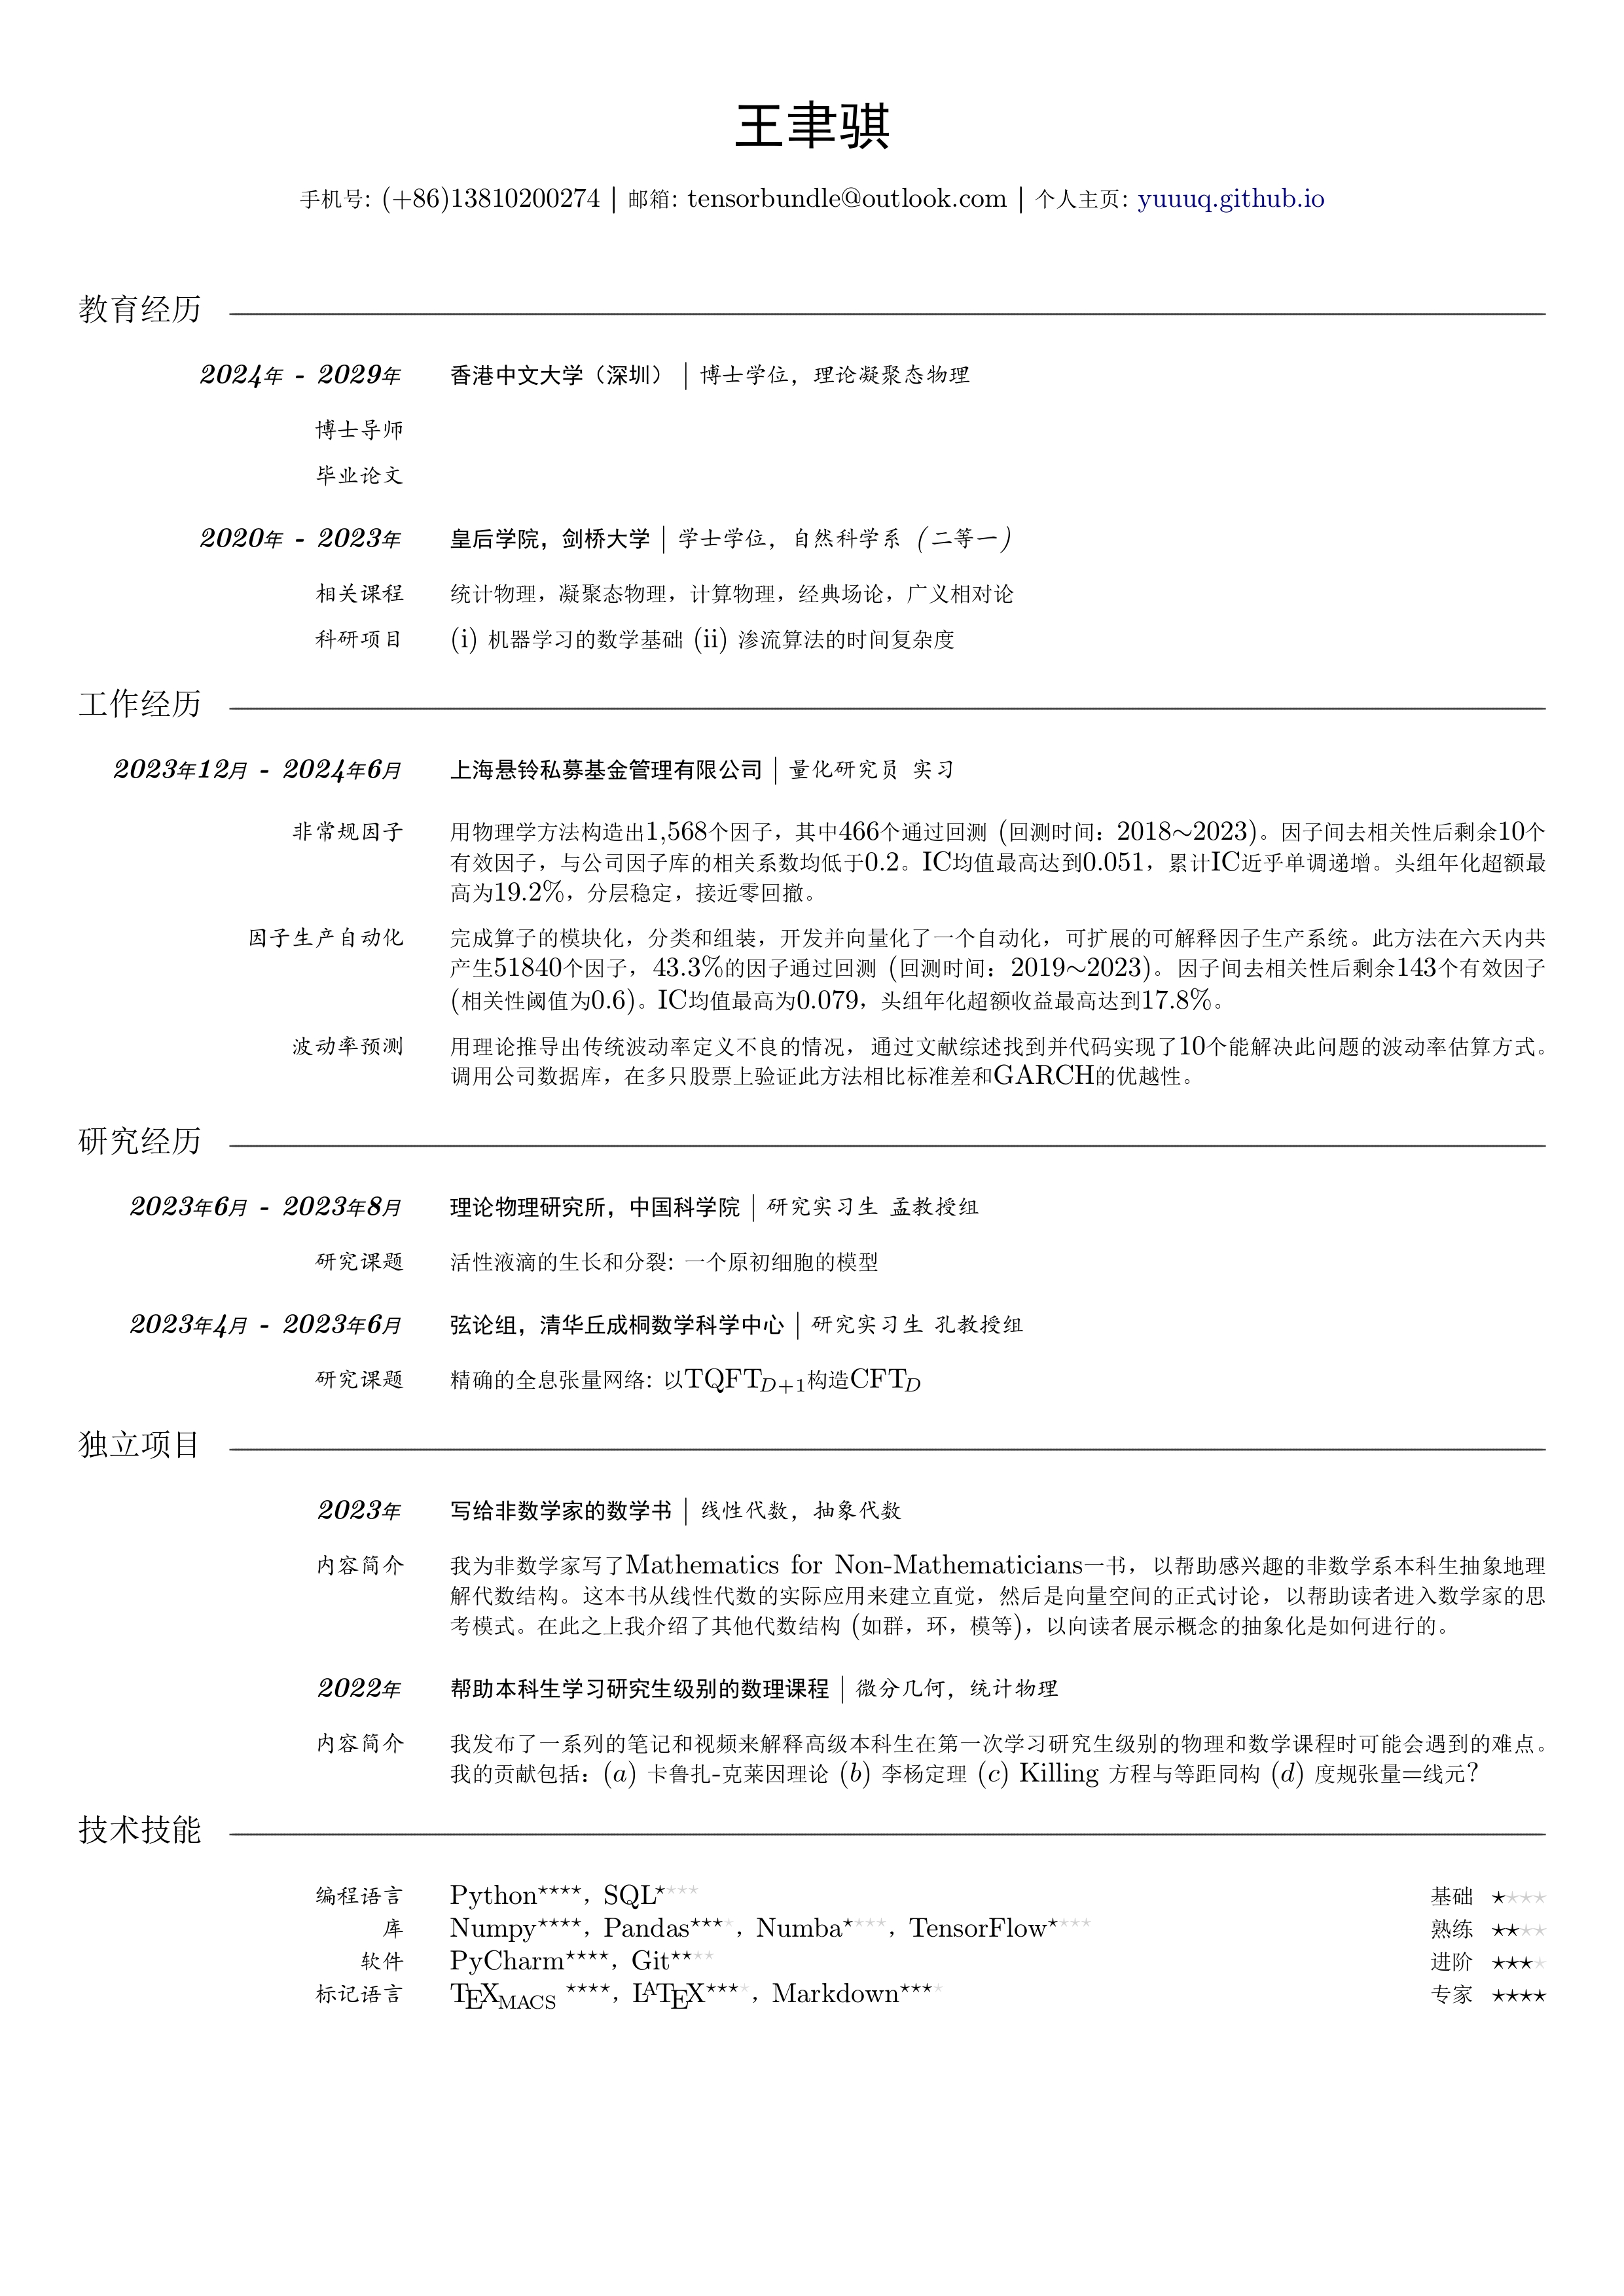 王聿骐
手机号: (+86)13810200274 | 邮箱: tensorbundle@outlook.com | 个人主页: yuuuq.github.io
教育经历
2024年 - 2029年 香港中文大学（深圳） | 博士学位，理论凝聚态物理
博士导师
毕业论文
2020年 - 2023年 皇后学院，剑桥大学 | 学士学位，自然科学系（二等一）
相关课程 统计物理，凝聚态物理，计算物理，经典场论，广义相对论
科研项目 (i) 机器学习的数学基础 (ii) 渗流算法的时间复杂度
工作经历
2023年12月 - 2024年6月 上海悬铃私募基金管理有限公司 | 量化研究员 实习
非常规因子 用物理学方法构造出1,568个因子，其中466个通过回测 (回测时间：2018~2023)。因子间去相关性后剩余10个
有效因子，与公司因子库的相关系数均低于0.2。IC均值最高达到0.051，累计IC近乎单调递增。头组年化超额最
高为19.2%，分层稳定，接近零回撤。
因子生产自动化 完成算子的模块化，分类和组装，开发并向量化了一个自动化，可扩展的可解释因子生产系统。此方法在六天内共
产生51840个因子，43.3%的因子通过回测 (回测时间：2019~2023)。因子间去相关性后剩余143个有效因子
(相关性阈值为0.6)。IC均值最高为0.079，头组年化超额收益最高达到17.8%。
波动率预测 用理论推导出传统波动率定义不良的情况，通过文献综述找到并代码实现了10个能解决此问题的波动率估算方式。
调用公司数据库，在多只股票上验证此方法相比标准差和GARCH的优越性。
研究经历
2023年6月 - 2023年8月 理论物理研究所，中国科学院 | 研究实习生 孟教授组
研究课题 活性液滴的生长和分裂: 一个原初细胞的模型
2023年4月 - 2023年6月 弦论组，清华丘成桐数学科学中心 | 研究实习生 孔教授组
研究课题 精确的全息张量网络: 以TQFT_{D+1}构造CFT_D
独立项目
2023年 写给非数学家的数学书 | 线性代数，抽象代数
内容简介 我为非数学家写了Mathematics for Non-Mathematicians一书，以帮助感兴趣的非数学系本科生抽象地理
解代数结构。这本书从线性代数的实际应用来建立直觉，然后是向量空间的正式讨论，以帮助读者进入数学家的思
考模式。在此之上我介绍了其他代数结构 (如群，环，模等)，以向读者展示概念的抽象化是如何进行的。
2022年 帮助本科生学习研究生级别的数理课程 | 微分几何，统计物理
内容简介 我发布了一系列的笔记和视频来解释高级本科生在第一次学习研究生级别的物理和数学课程时可能会遇到的难点。
我的贡献包括：(a) 卡鲁扎-克莱因理论 (b) 李杨定理 (c) Killing 方程与等距同构 (d) 度规张量=线元?
技术技能
编程语言 Python★★★★，SQL★★★★ 基础 ★★★★
库 Numpy★★★★，Pandas★★★★，Numba★★★★，TensorFlow★★★★ 熟练 ★★★★
软件 PyCharm★★★★，Git★★★★ 进阶 ★★★★
标记语言 TEXMACS ★★★★，LATEX★★★★，Markdown★★★★ 专家 ★★★★